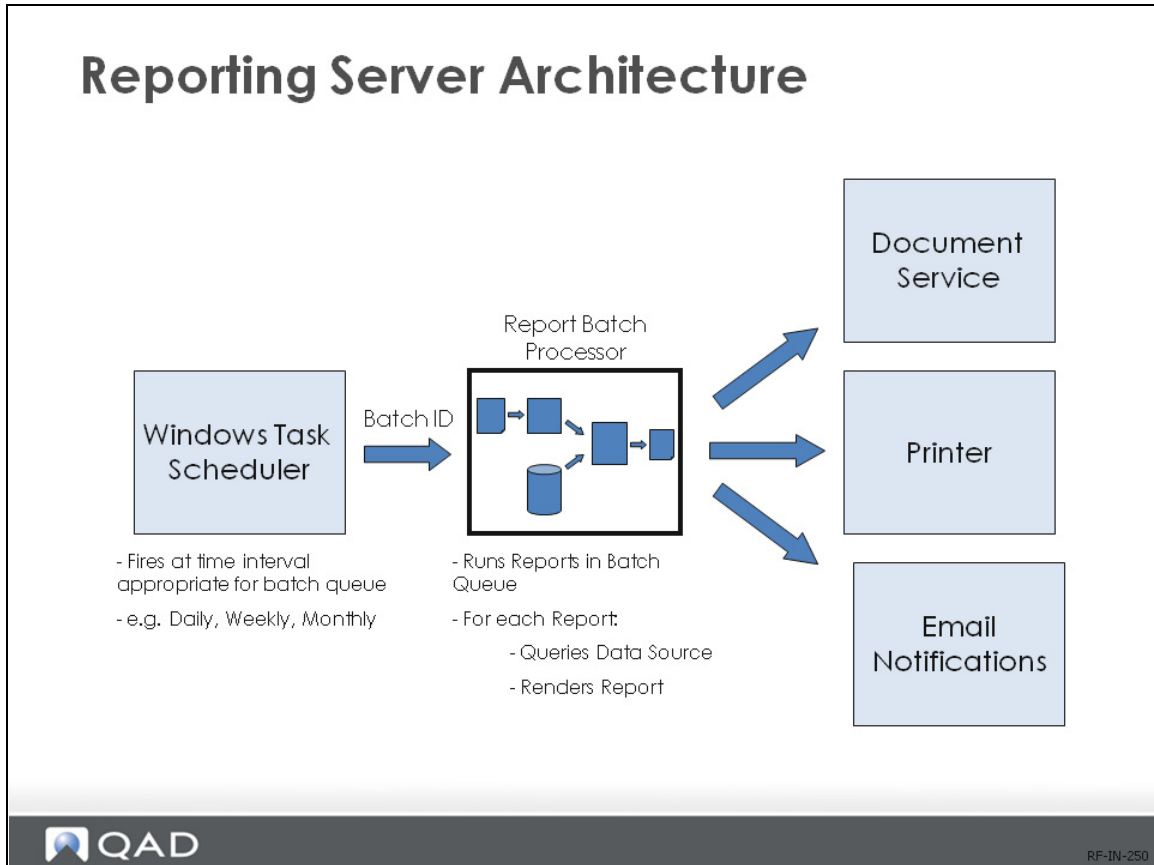 Reporting Server Architecture
Document
Service
Report Batch
Processor
Batch ID
Windows Task
Scheduler
Printer
- Fires at time interval
appropriate for batch queue
- e.g. Daily, Weekly, Monthly
- Runs Reports in Batch
Queue
- For each Report:
- Queries Data Source
- Renders Report
Email
Notifications
QAD
RF-IN-250